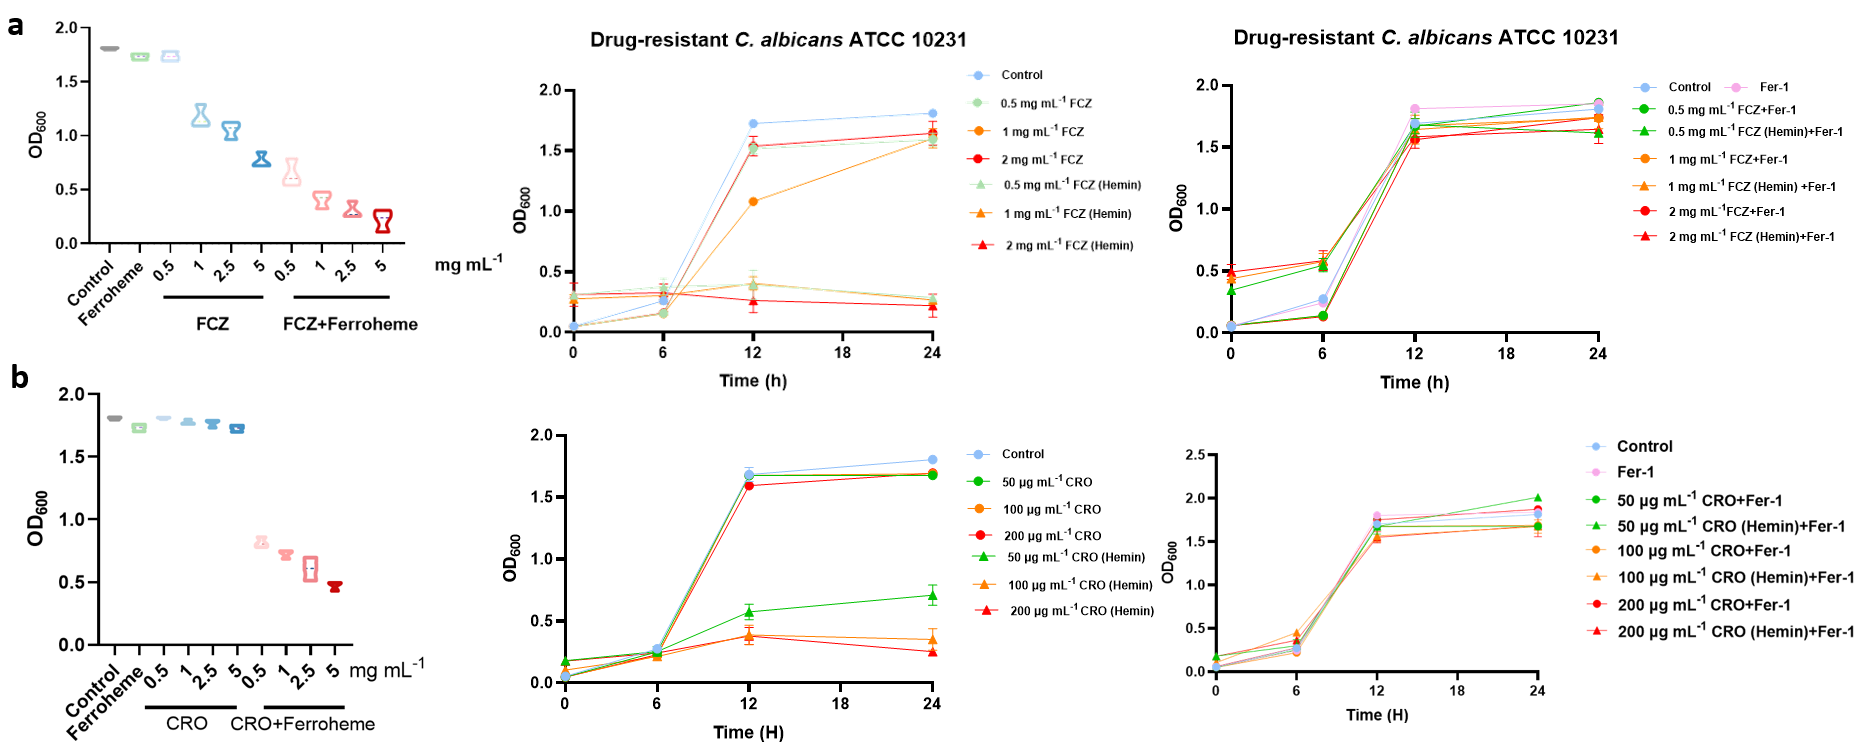 a
2.0
1.5
1.0
0.5
0.0
OD600
Control
Ferroheme
0.5
1
2.5
5
0.5
1
2.5
5
mg mL-1
FCZ
FCZ+Ferroheme
Drug-resistant C. albicans ATCC 10231
2.0
1.5
1.0
0.5
0.0
OD600
0
6
12
18
24
Time (h)
Control
0.5 mg mL-1 FCZ
1 mg mL-1 FCZ
2 mg mL-1 FCZ
0.5 mg mL-1 FCZ (Hemin)
1 mg mL-1 FCZ (Hemin)
2 mg mL-1 FCZ (Hemin)
Drug-resistant C. albicans ATCC 10231
2.0
1.5
1.0
0.5
0.0
OD600
0
6
12
18
24
Time (h)
Control
Fer-1
0.5 mg mL-1 FCZ+Fer-1
0.5 mg mL-1 FCZ (Hemin)+Fer-1
1 mg mL-1 FCZ+Fer-1
1 mg mL-1 FCZ (Hemin) +Fer-1
2 mg mL-1FCZ+Fer-1
2 mg mL-1 FCZ (Hemin)+Fer-1
b
2.0
1.5
1.0
0.5
0.0
OD600
Control
Ferroheme
0.5
1
2.5
5
0.5
1
2.5
5
mg mL-1
CRO
CRO+Ferroheme
2.0
1.5
1.0
0.5
0.0
OD600
0
6
12
18
24
Time (H)
Control
50 µg mL-1 CRO
100 µg mL-1 CRO
200 µg mL-1 CRO
50 µg mL-1 CRO (Hemin)
100 µg mL-1 CRO (Hemin)
200 µg mL-1 CRO (Hemin)
2.5
2.0
1.5
1.0
0.5
0.0
OD600
0
6
12
18
24
Time (H)
Control
Fer-1
50 µg mL-1 CRO+Fer-1
50 µg mL-1 CRO (Hemin)+Fer-1
100 µg mL-1 CRO+Fer-1
100 µg mL-1 CRO (Hemin)+Fer-1
200 µg mL-1 CRO+Fer-1
200 µg mL-1 CRO (Hemin)+Fer-1